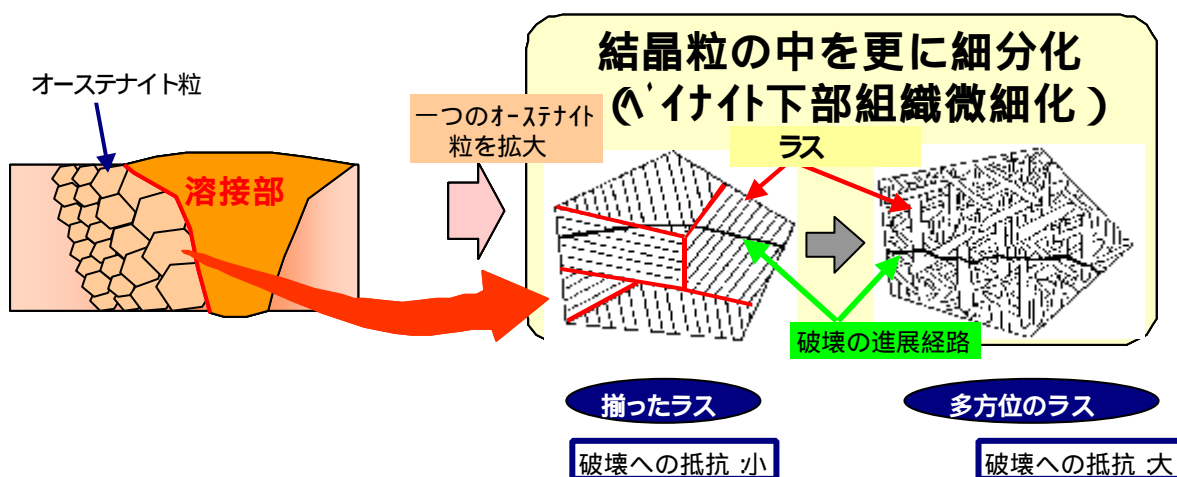 オーステナイト粒
溶接部
一つのｵｰｽﾃﾅｲﾄ
粒を拡大
結晶粒の中を更に細分化
(ﾍﾞｲﾅｲﾄ下部組織微細化）
ラス
破壊の進展経路
揃ったラス
多方位のラス
破壊への抵抗：小
破壊への抵抗：大